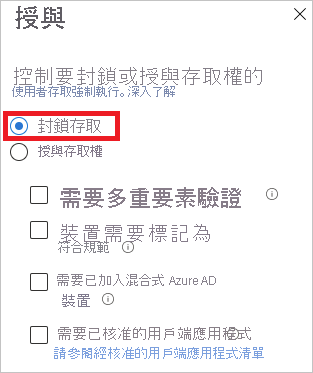 授與
控制要封鎖或授與存取權的
使用者存取強制執行。深入了解
封鎖存取
授與存取權
需要多重要素驗證
裝置需要標記為
符合規範
需要已加入混合式 Azure AD
裝置
需要已核准的用戶端應用程式
請參閱經核准的用戶端應用程式清單